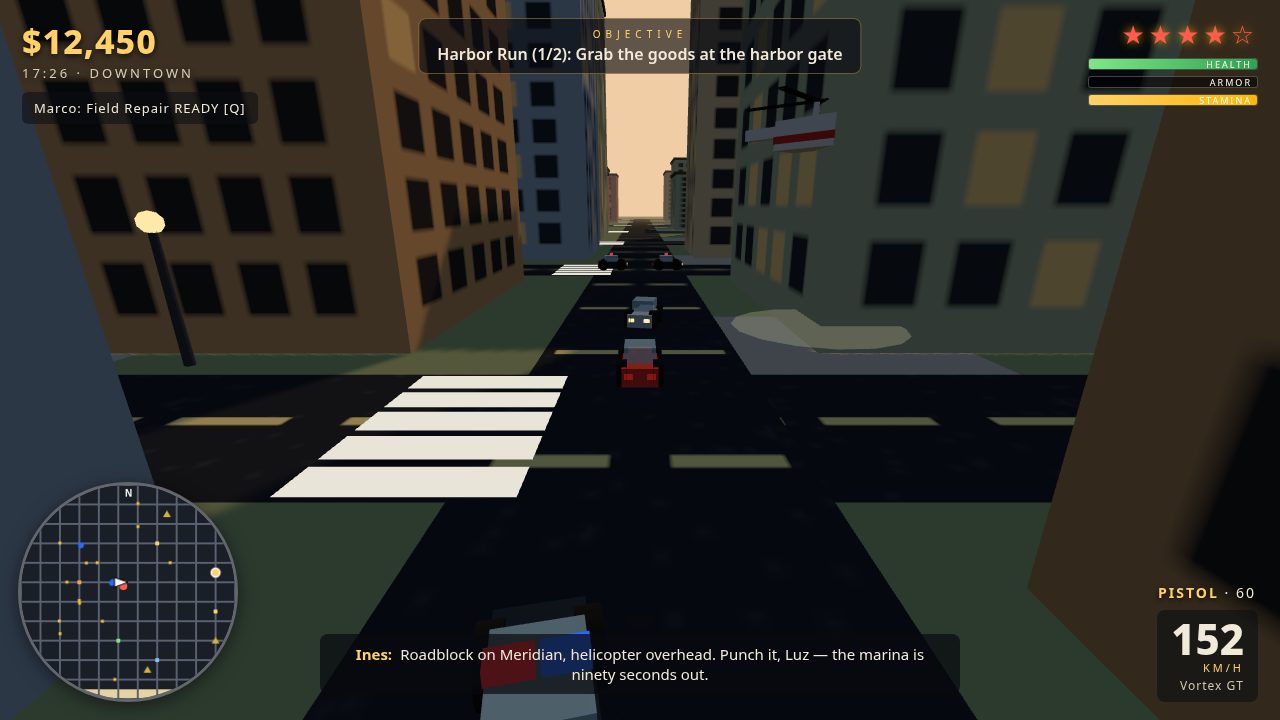 $12,450
17:26 · DOWNTOWN
Marco: Field Repair READY [Q]
OBJECTIVE
Harbor Run (1/2): Grab the goods at the harbor gate
★★★★☆
HEALTH
ARMOR
STAMINA
N
Ines: Roadblock on Meridian, helicopter overhead. Punch it, Luz — the marina is
ninety seconds out.
PISTOL · 60
152
KM/H
Vortex GT